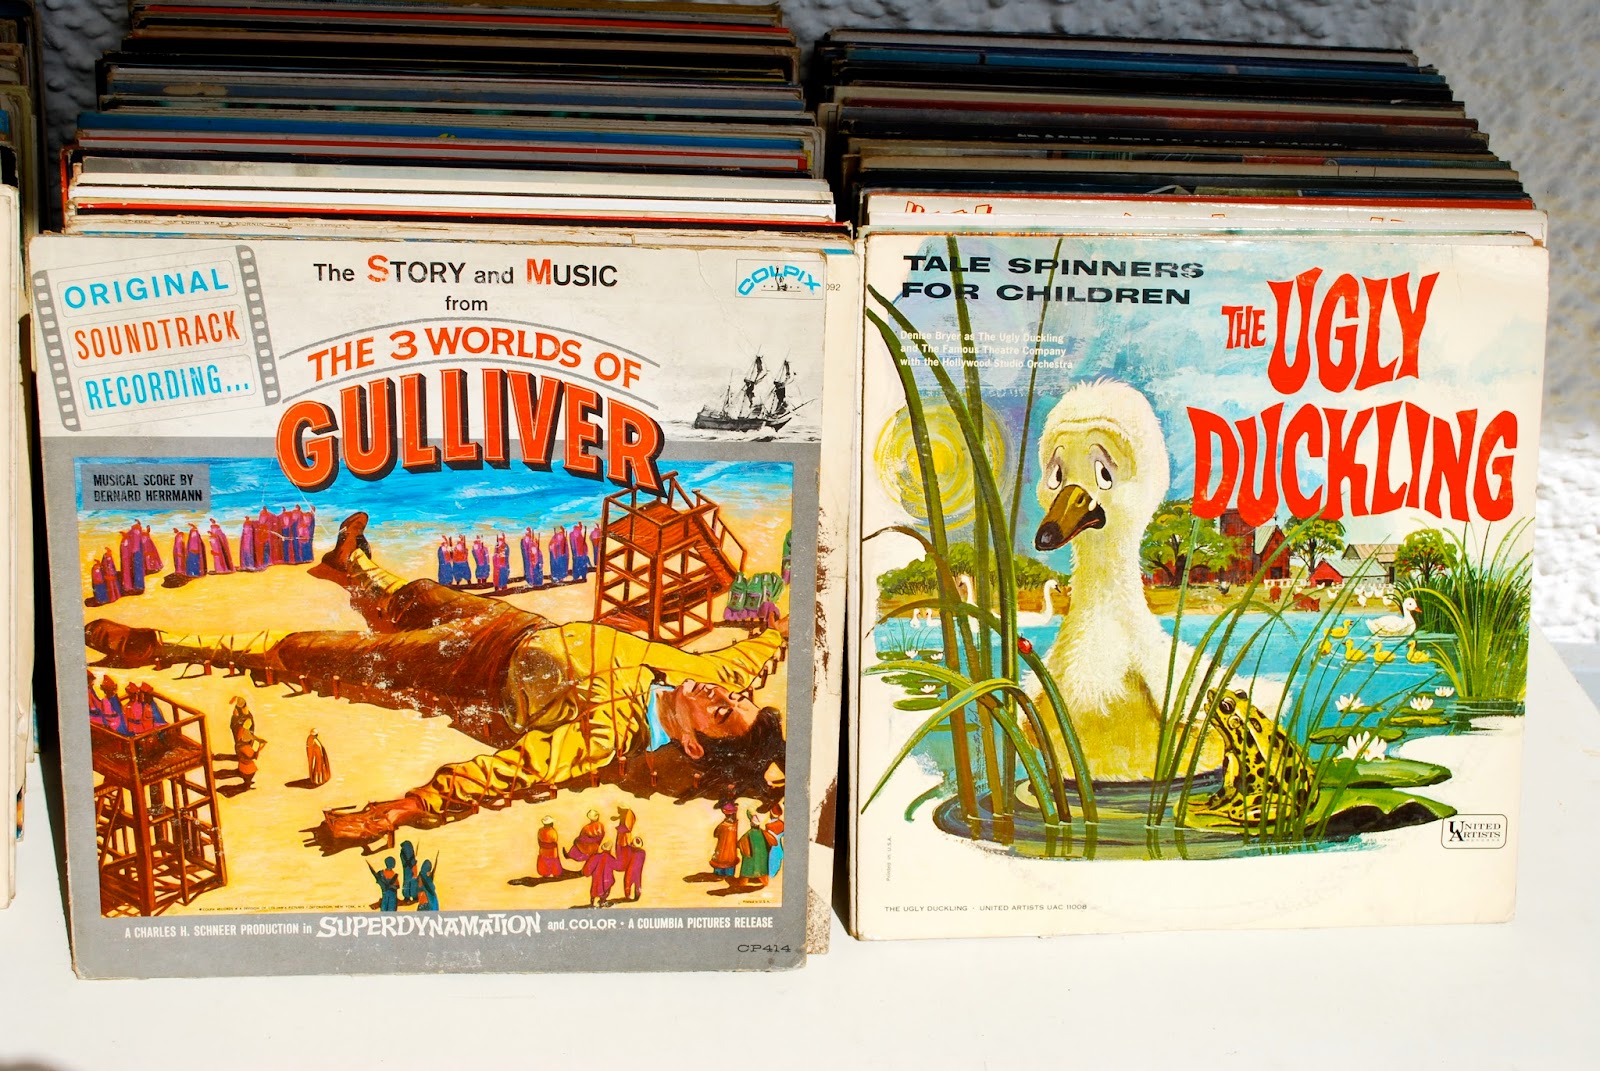 ORIGINAL
SOUNDTRACK
RECORDING...
The STORY and MUSIC
from
THE 3 WORLDS OF
GULLIVER
COLPIX
MUSICAL SCORE BY
BERNARD HERRMANN
A CHARLES H. SCHNEER PRODUCTION in SUPERDYNAMATION and COLOR • A COLUMBIA PICTURES RELEASE
CP414
092
TALE SPINNERS
FOR CHILDREN
Denise Bryer as The Ugly Duckling
and The Famous Theatre Company
with the Hollywood Studio Orchestra
THE UGLY
DUCKLING
UNITED
ARTISTS
THE UGLY DUCKLING • UNITED ARTISTS UAC 11008